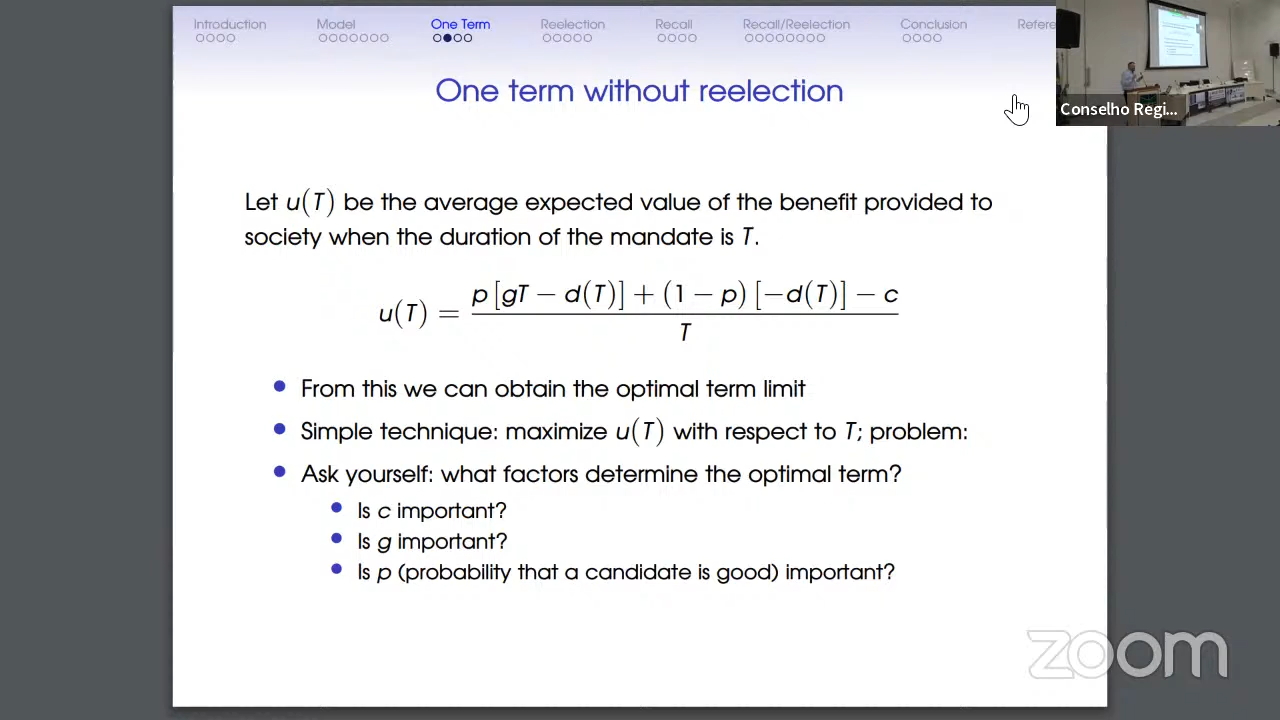 Introduction Model One Term Reelection Recall Recall/Reelection Conclusion Refere
One term without reelection
Conselho Regi...
Let u(T) be the average expected value of the benefit provided to
society when the duration of the mandate is T.
u(T) = p [gT − d(T)] + (1 − p) [−d(T)] − c
T
• From this we can obtain the optimal term limit
• Simple technique: maximize u(T) with respect to T; problem:
• Ask yourself: what factors determine the optimal term?
• Is c important?
• Is g important?
• Is p (probability that a candidate is good) important?
zoom